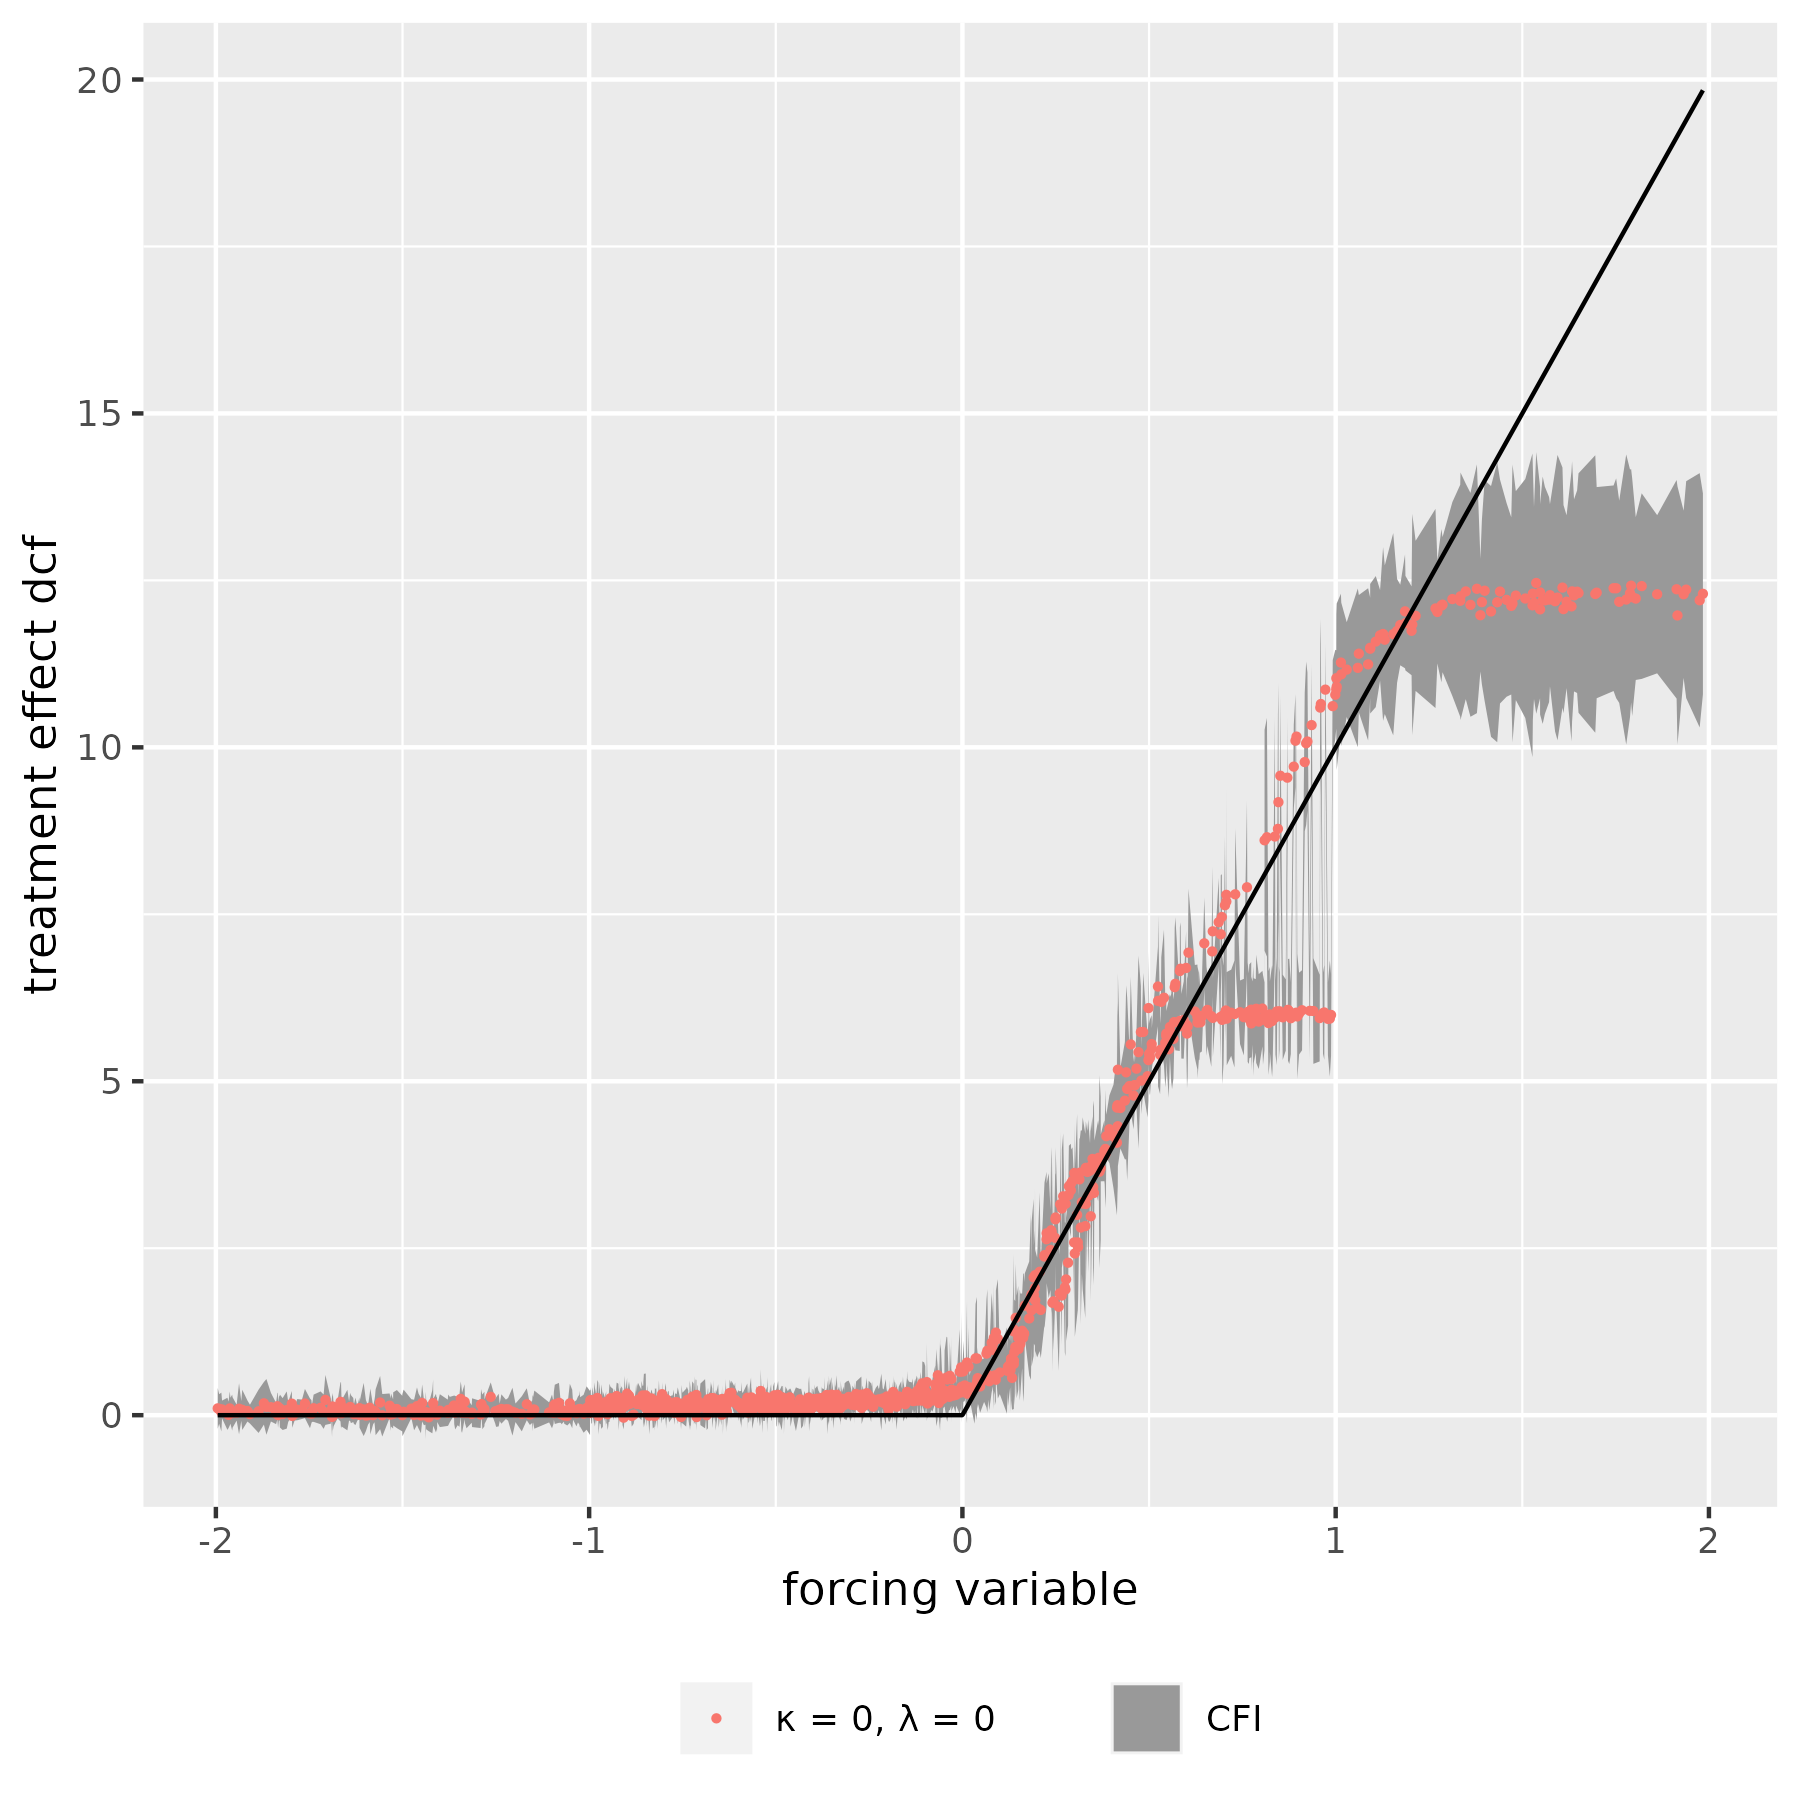 treatment effect dcf
20
15
10
5
0
-2 -1 0 1 2
forcing variable
κ = 0, λ = 0 CFI